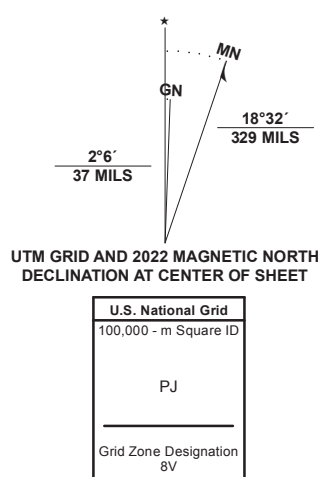 ★
MN
GN
18°32´
329 MILS
2°6´
37 MILS
UTM GRID AND 2022 MAGNETIC NORTH
DECLINATION AT CENTER OF SHEET
U.S. National Grid
100,000 - m Square ID
PJ
Grid Zone Designation
8V